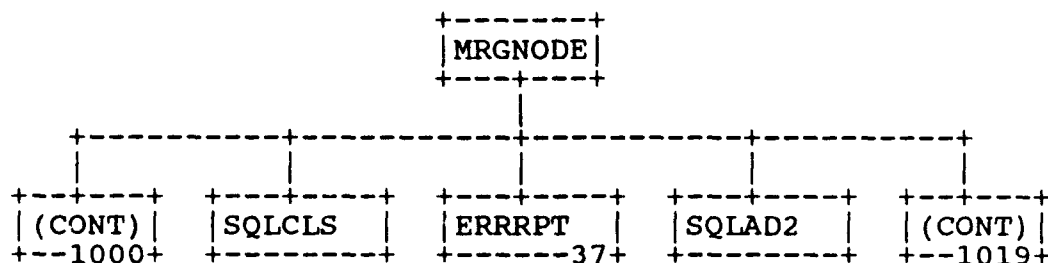 MRGNODE
(CONT) SQLCLS ERRRPT SQLAD2 (CONT)
1000 37 1019